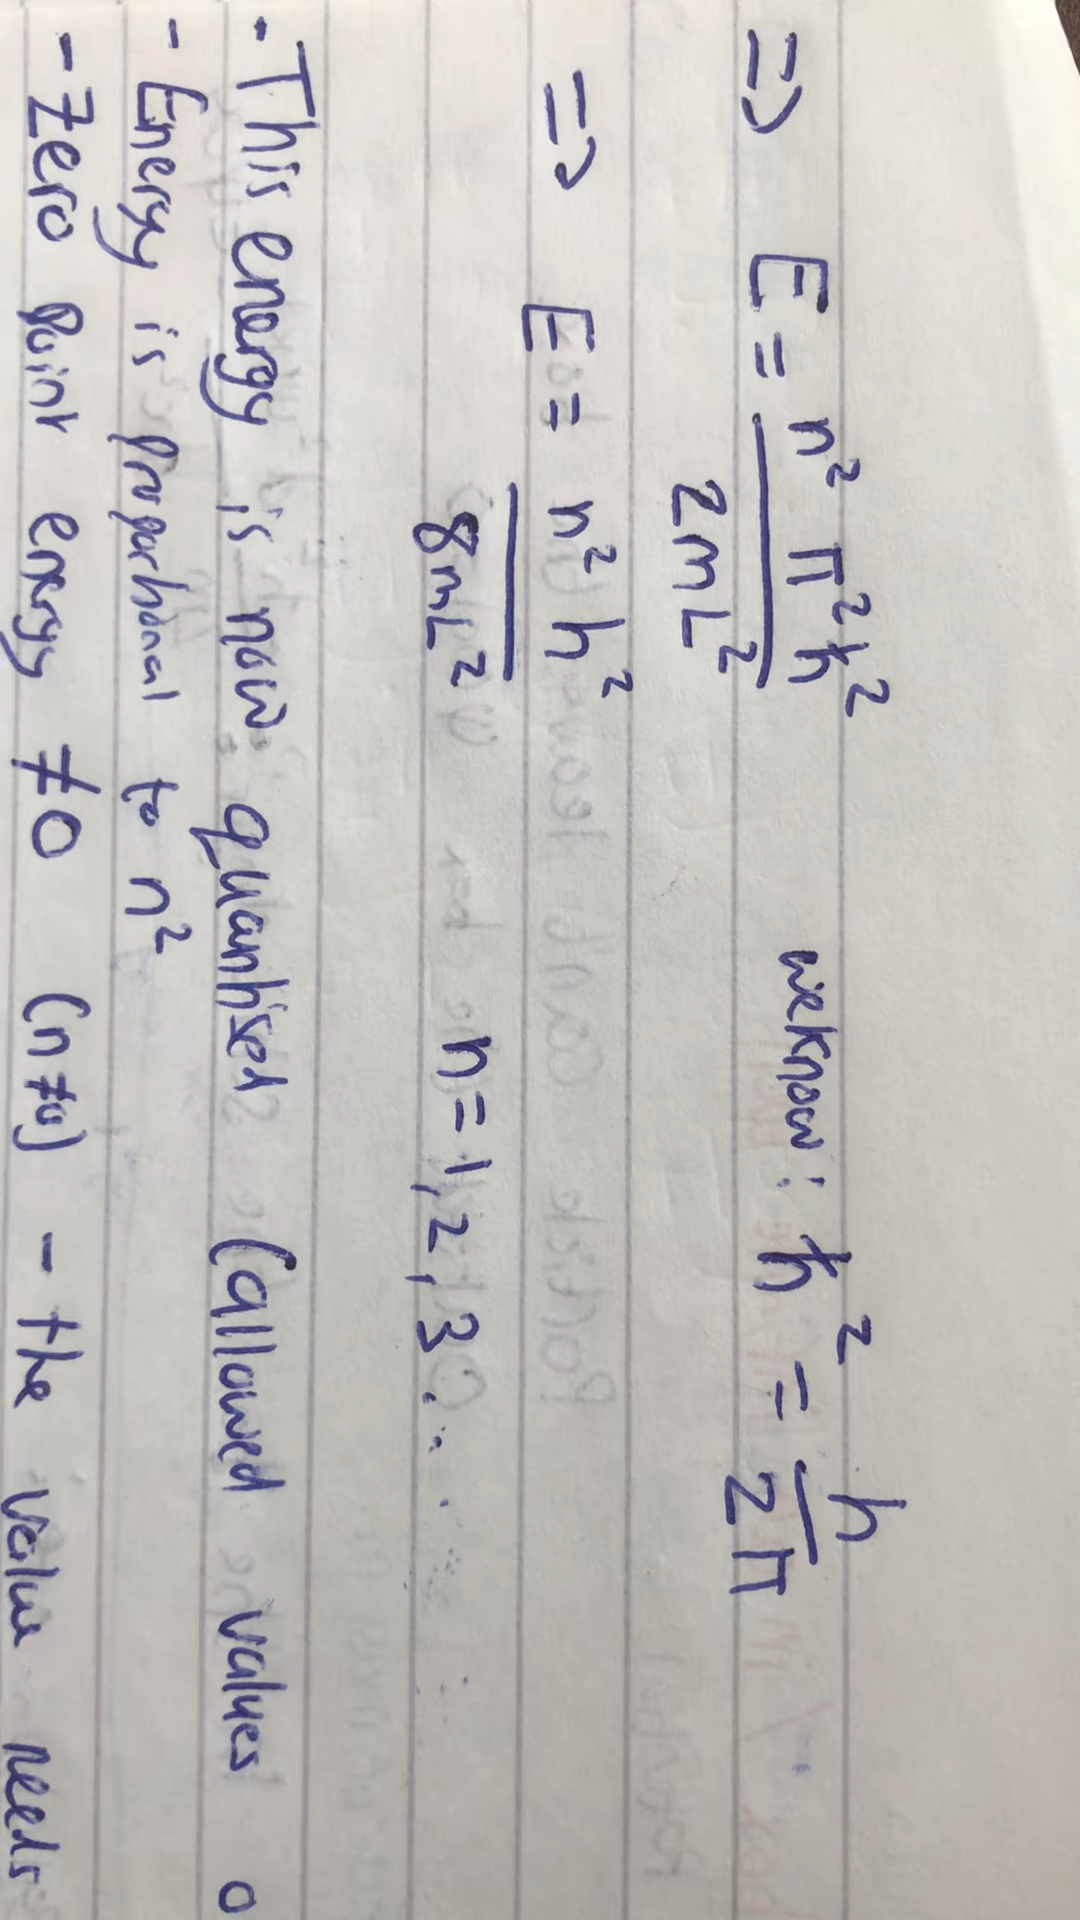 => E = n² π² ħ² / 2mL² we know: ħ² = h / 2π
=> E = n² h² / 8mL² n = 1, 2, 3 . . . .
- This energy is now quantised (allowed values o
- Energy is proportional to n²
- Zero point energy ≠ 0 (n≠0) - the value needs